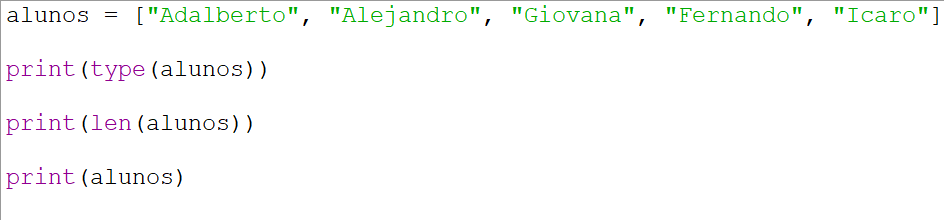 alunos = ["Adalberto", "Alejandro", "Giovana", "Fernando", "Icaro"]
print(type(alunos))
print(len(alunos))
print(alunos)